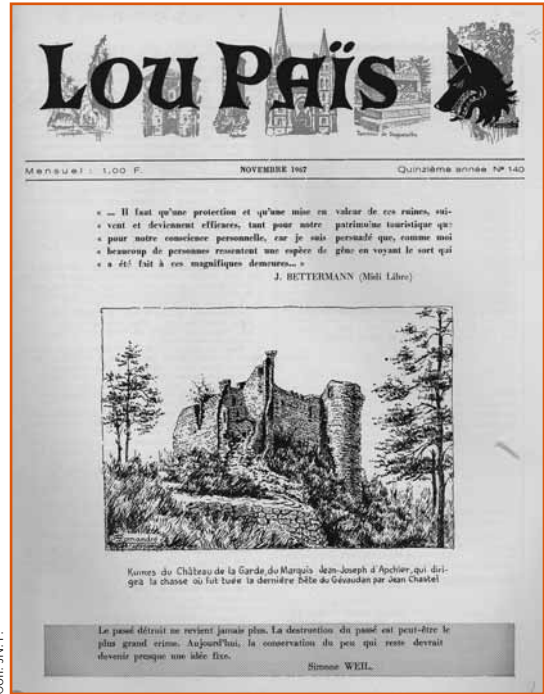 LOU PAÏS
Tombeau de Duguesclin
Mensuel : 1,00 F. NOVEMBRE 1967 Quinzième année N° 140
« ... Il faut qu'une protection et qu'une mise en valeur de ces ruines, sui-
« vent et deviennent efficaces, tant pour notre patrimoine touristique que
« pour notre conscience personnelle, car je suis persuadé que, comme moi
« beaucoup de personnes ressentent une espèce de gêne en voyant le sort qui
« a été fait à ces magnifiques demeures... »
J. BETTERMANN (Midi Libre)
Ruines du Château de la Garde, du Marquis Jean-Joseph d'Apchier, qui diri-
gea la chasse où fut tuée la dernière Bête du Gévaudan par Jean Chastel
Le passé détruit ne revient jamais plus. La destruction du passé est peut-être le
plus grand crime. Aujourd'hui, la conservation du peu qui reste devrait
devenir presque une idée fixe.
Simone WEIL.
Coll. JN. F.